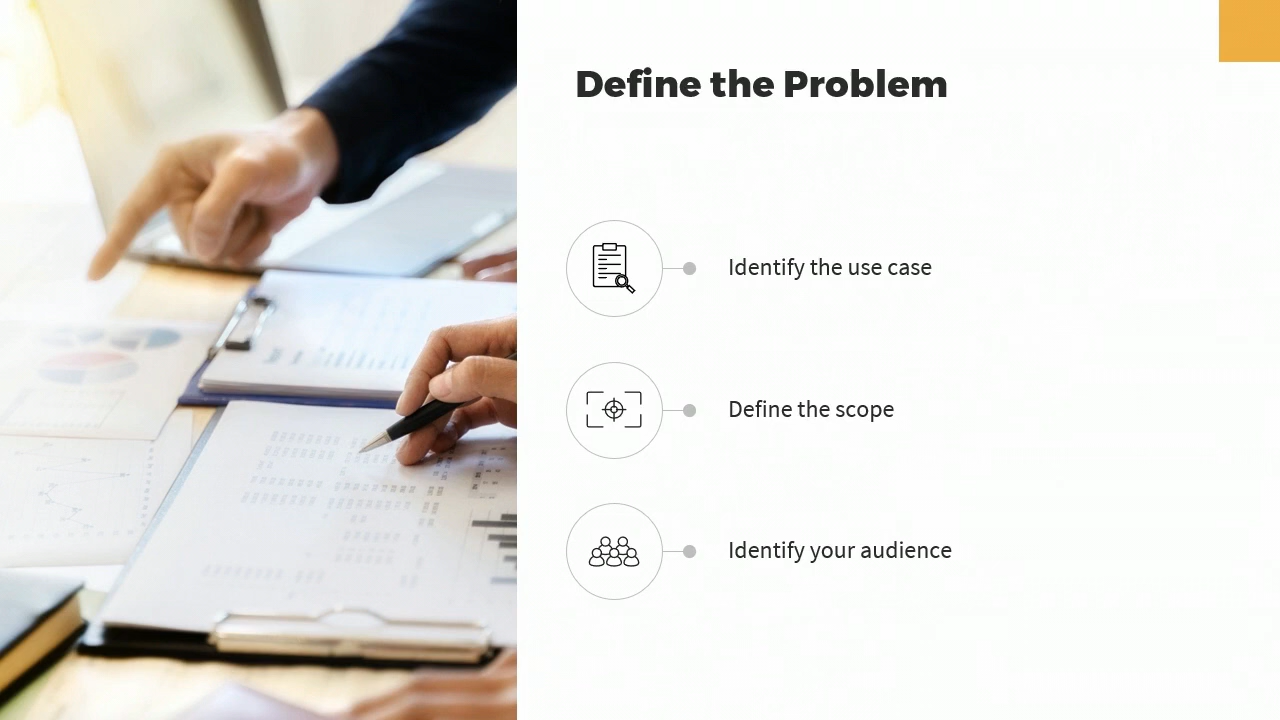 Define the Problem
Identify the use case
Define the scope
Identify your audience